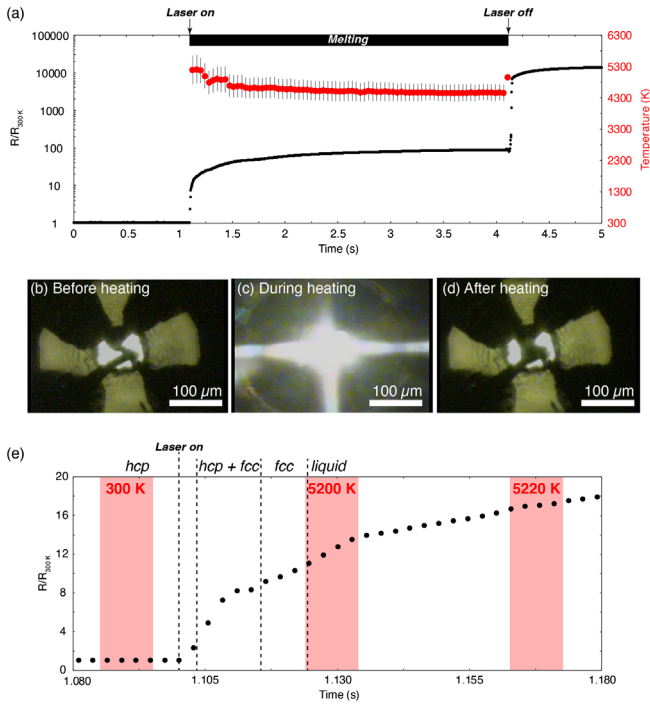 (a)
Laser on
Laser off
Melting
100000
10000
1000
100
10
1
R/R300 K
6300
5300
4300
3300
2300
1300
300
Temperature (K)
0
0.5
1
1.5
2
2.5
3
3.5
4
4.5
5
Time (s)
(b) Before heating
100 µm
(c) During heating
100 µm
(d) After heating
100 µm
(e)
Laser on
hcp
hcp + fcc
fcc
liquid
300 K
5200 K
5220 K
20
16
12
8
4
0
R/R300 K
1.080
1.105
1.130
1.155
1.180
Time (s)